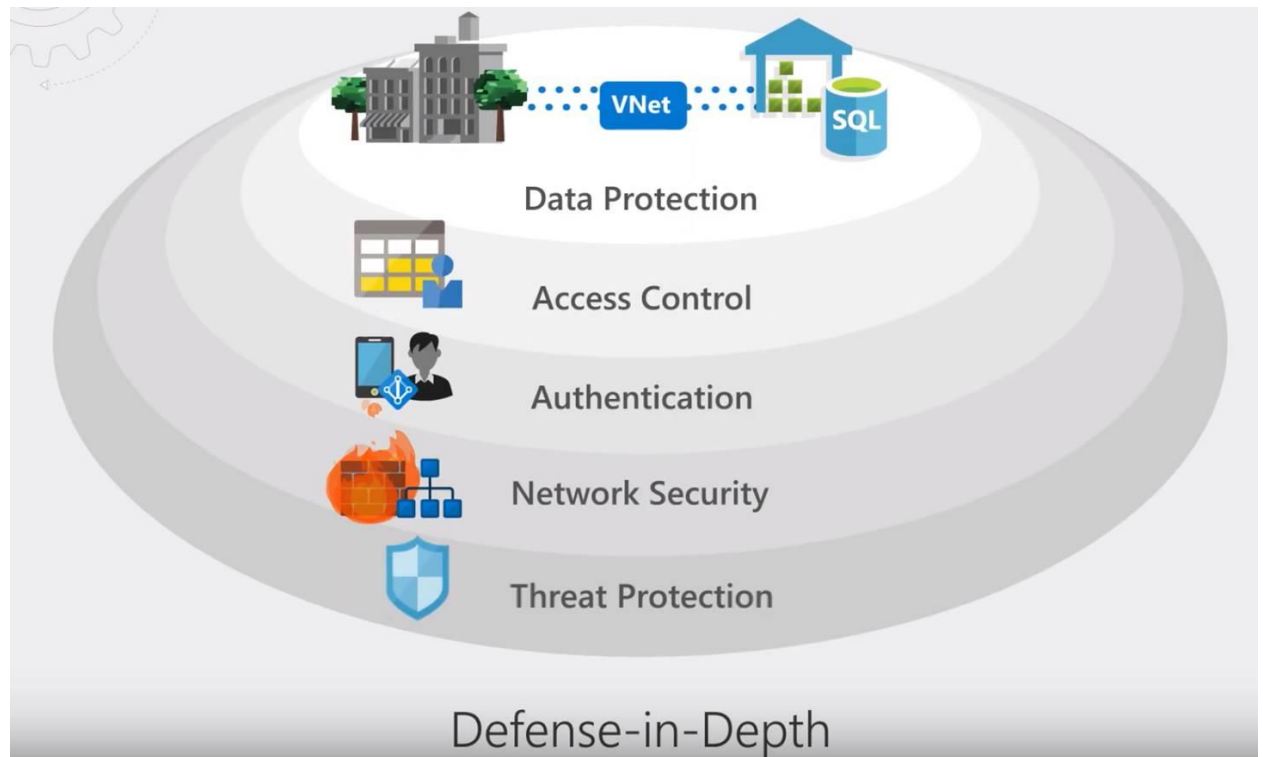 VNet
SQL
Data Protection
Access Control
Authentication
Network Security
Threat Protection
Defense-in-Depth